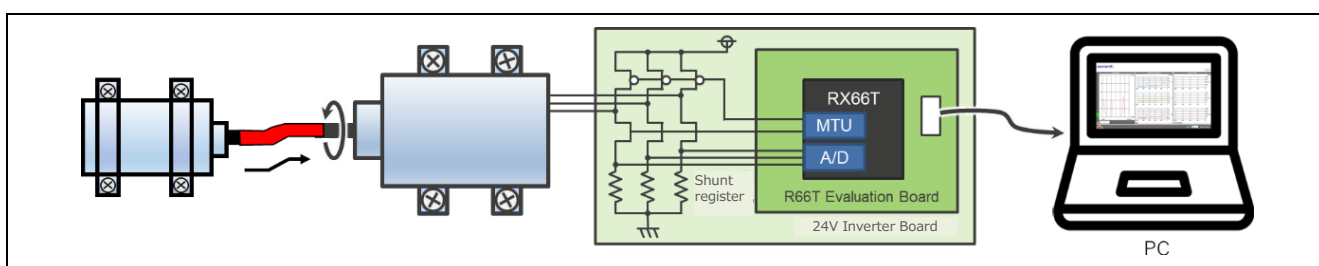 RX66T
MTU
A/D
Shunt
register
R66T Evaluation Board
24V Inverter Board
PC